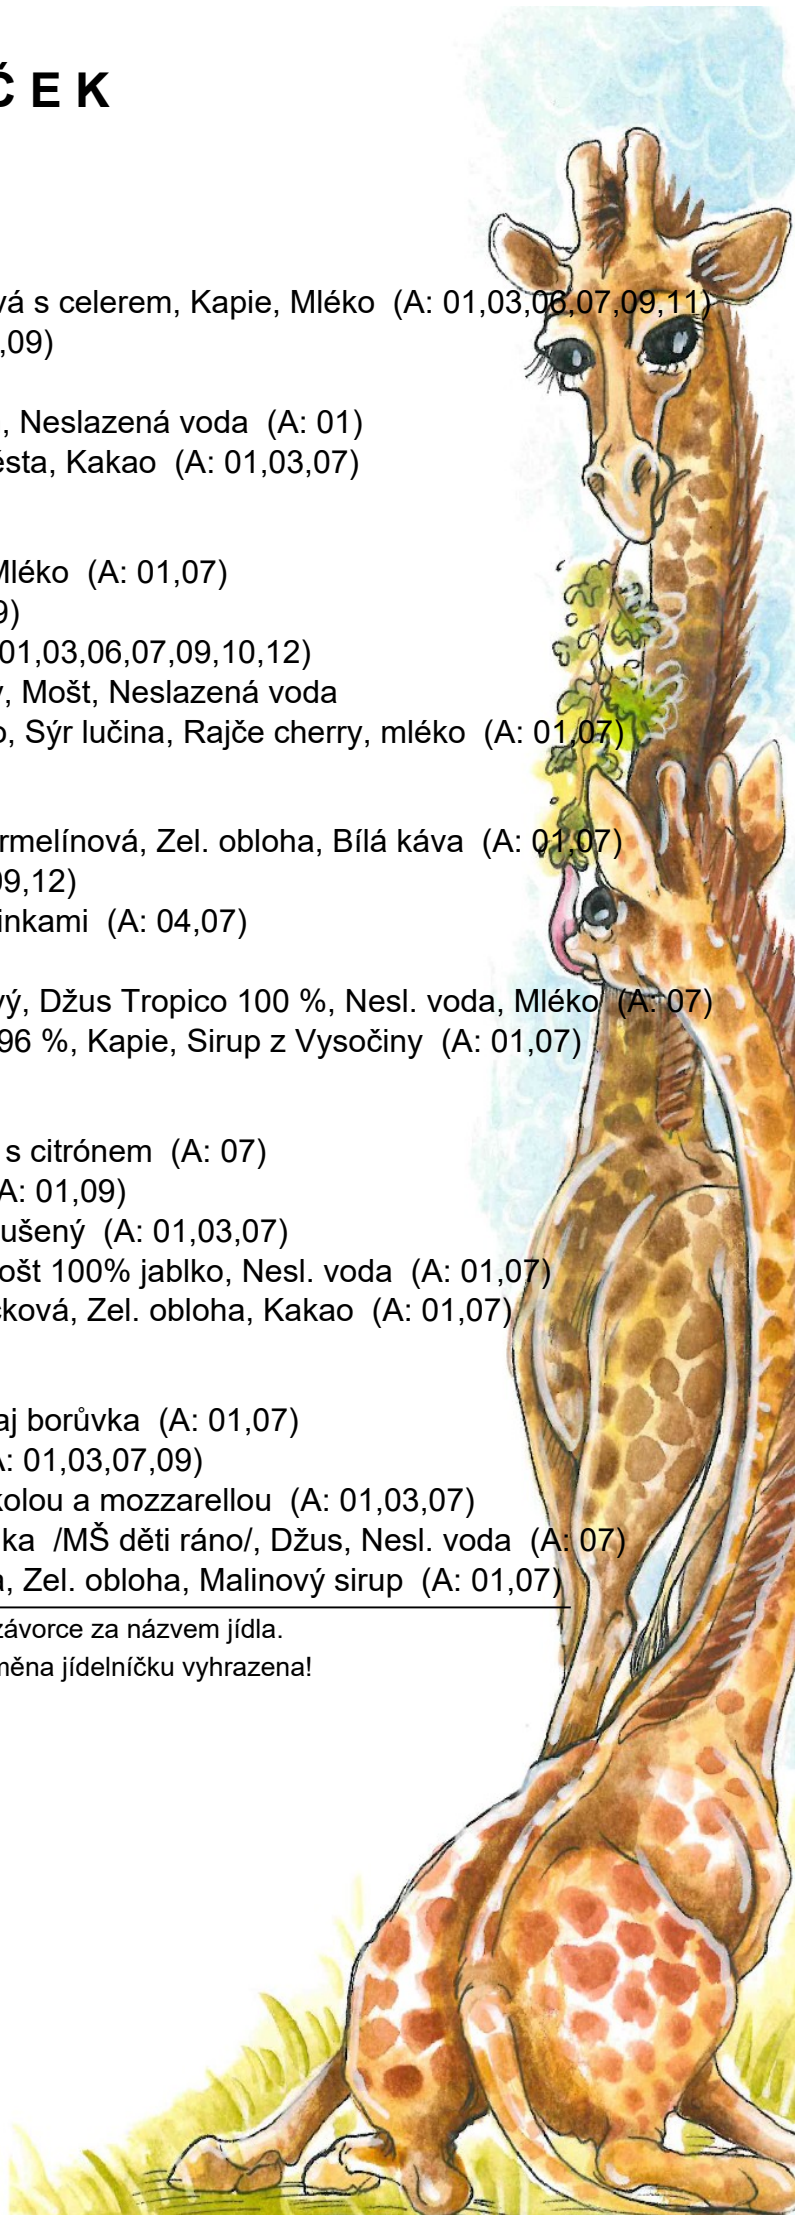 Č E K
vá s celerem, Kapie, Mléko (A: 01,03,06,07,09,11)
,09)
, Neslazená voda (A: 01)
ěsta, Kakao (A: 01,03,07)
Mléko (A: 01,07)
9)
01,03,06,07,09,10,12)
y, Mošt, Neslazená voda
o, Sýr lučina, Rajče cherry, mléko (A: 01,07)
rmelínová, Zel. obloha, Bílá káva (A: 01,07)
09,12)
inkami (A: 04,07)
vý, Džus Tropico 100 %, Nesl. voda, Mléko (A: 07)
96 %, Kapie, Sirup z Vysočiny (A: 01,07)
s citrónem (A: 07)
A: 01,09)
ušený (A: 01,03,07)
ošt 100% jablko, Nesl. voda (A: 01,07)
čková, Zel. obloha, Kakao (A: 01,07)
aj borůvka (A: 01,07)
A: 01,03,07,09)
kolou a mozzarellou (A: 01,03,07)
ka /MŠ děti ráno/, Džus, Nesl. voda (A: 07)
a, Zel. obloha, Malinový sirup (A: 01,07)
závorce za názvem jídla.
měna jídelníčku vyhrazena!